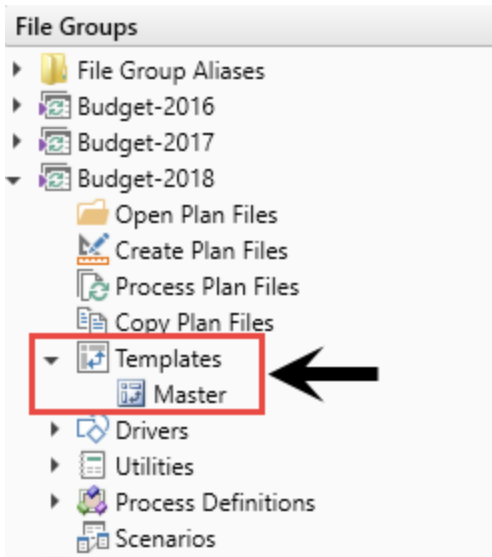 File Groups
File Group Aliases
Budget-2016
Budget-2017
Budget-2018
Open Plan Files
Create Plan Files
Process Plan Files
Copy Plan Files
Templates
Master
Drivers
Utilities
Process Definitions
Scenarios